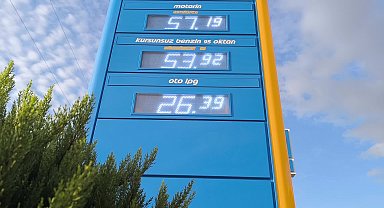 motorin
57.19
kurşunsuz benzin 95 oktan
53.92
oto lpg
26.39